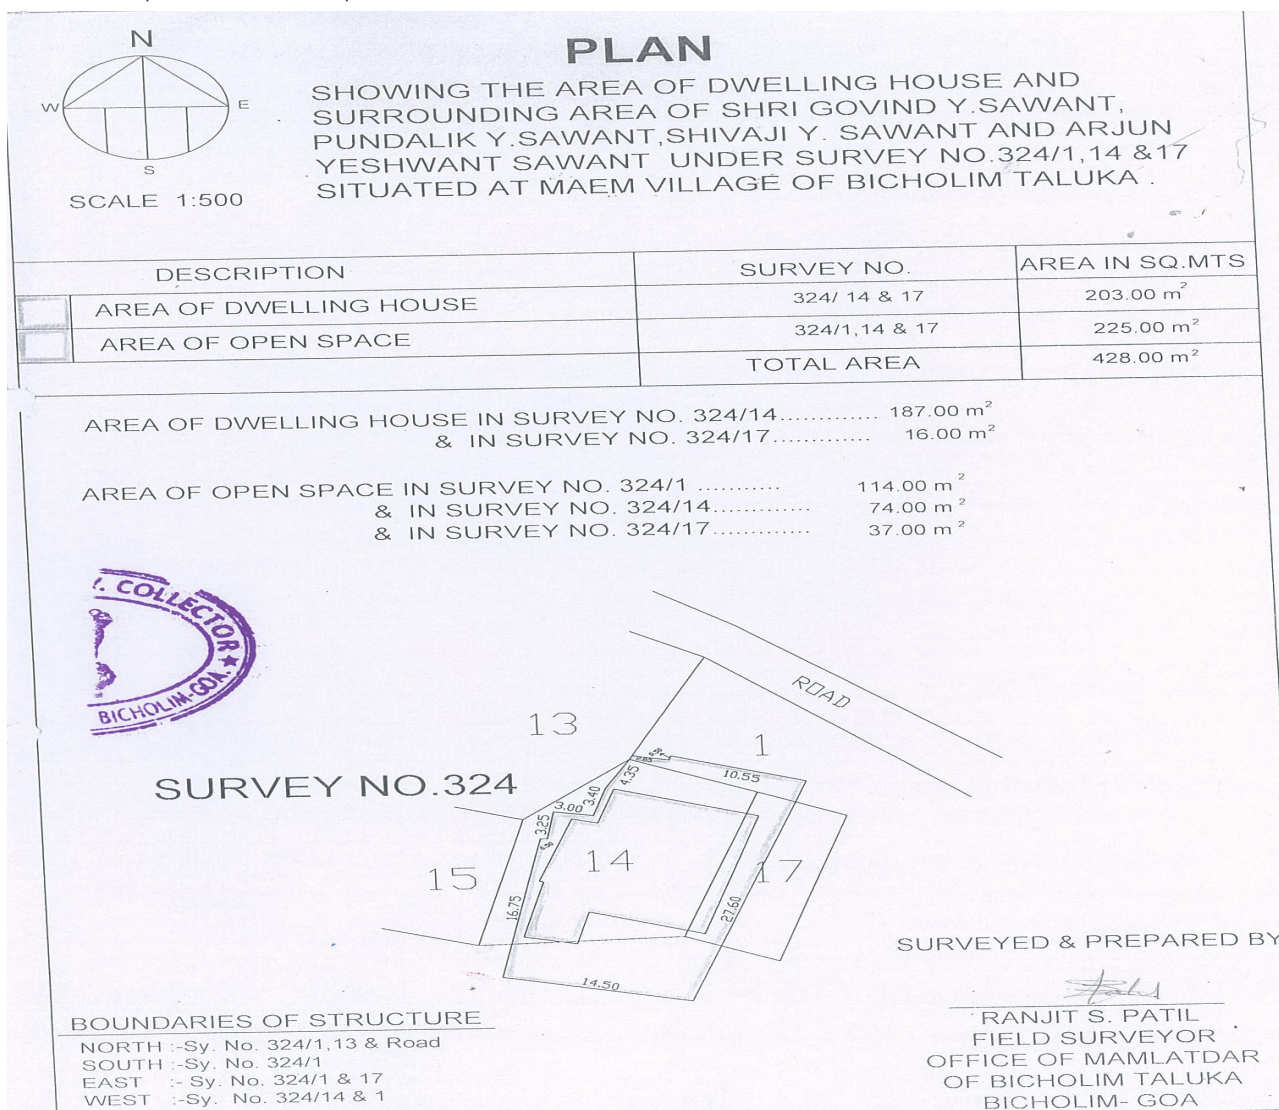 N
W
E
S
SCALE 1:500
PLAN
SHOWING THE AREA OF DWELLING HOUSE AND
SURROUNDING AREA OF SHRI GOVIND Y.SAWANT,
PUNDALIK Y.SAWANT,SHIVAJI Y. SAWANT AND ARJUN
YESHWANT SAWANT UNDER SURVEY NO.324/1,14 &17
SITUATED AT MAEM VILLAGE OF BICHOLIM TALUKA .
DESCRIPTION SURVEY NO. AREA IN SQ.MTS
AREA OF DWELLING HOUSE 324/ 14 & 17 203.00 m²
AREA OF OPEN SPACE 324/1,14 & 17 225.00 m²
TOTAL AREA 428.00 m²
AREA OF DWELLING HOUSE IN SURVEY NO. 324/14............. 187.00 m²
& IN SURVEY NO. 324/17............. 16.00 m²
AREA OF OPEN SPACE IN SURVEY NO. 324/1 ........... 114.00 m²
& IN SURVEY NO. 324/14............. 74.00 m²
& IN SURVEY NO. 324/17............. 37.00 m²
. COLLECTOR ★
BICHOLIM-GOA.
ROAD
13
1
SURVEY NO.324
10.55
4.35
3.40
3.00
3.25
14
15
17
16.75
27.60
14.50
SURVEYED & PREPARED BY
RANJIT S. PATIL
FIELD SURVEYOR
OFFICE OF MAMLATDAR
OF BICHOLIM TALUKA
BICHOLIM- GOA
BOUNDARIES OF STRUCTURE
NORTH :-Sy. No. 324/1,13 & Road
SOUTH :-Sy. No. 324/1
EAST :- Sy. No. 324/1 & 17
WEST :-Sy. No. 324/14 & 1